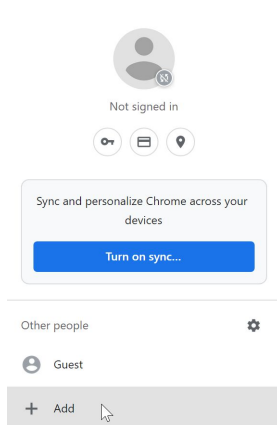 Not signed in
Sync and personalize Chrome across your
devices
Turn on sync...
Other people
Guest
Add